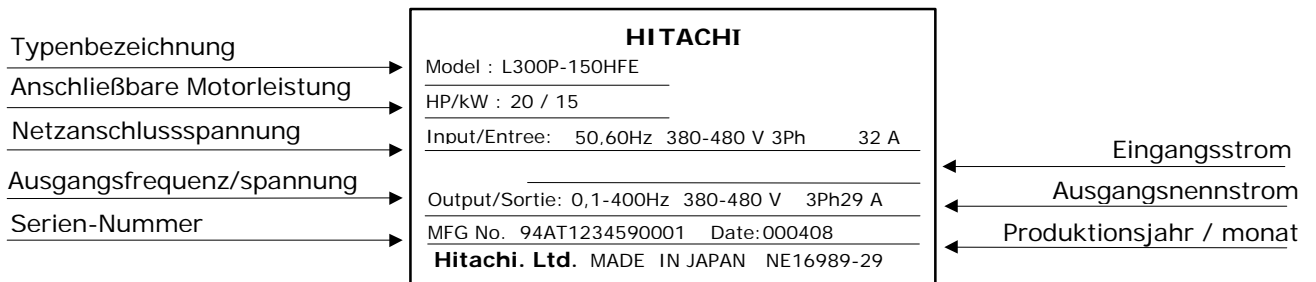 Typenbezeichnung
Anschließbare Motorleistung
Netzanschlussspannung
Ausgangsfrequenz/spannung
Serien-Nummer
HITACHI
Model : L300P-150HFE
HP/kW : 20 / 15
Input/Entree: 50,60Hz 380-480 V 3Ph 32 A
Output/Sortie: 0,1-400Hz 380-480 V 3Ph29 A
MFG No. 94AT1234590001 Date:000408
Hitachi. Ltd. MADE IN JAPAN NE16989-29
Eingangsstrom
Ausgangsnennstrom
Produktionsjahr / monat